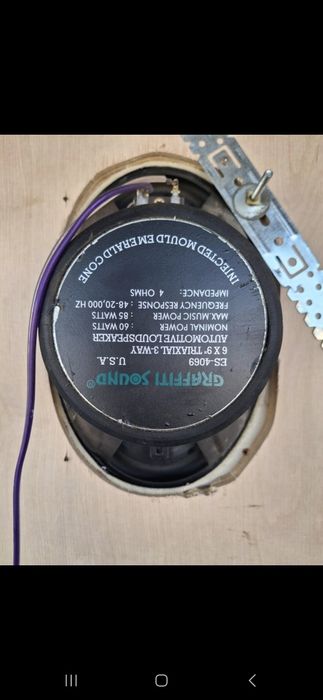 GRAFFITI SOUND®
U.S.A.
ES-4069
6 X 9" TRIAXIAL 3-WAY
AUTOMOTIVE LOUDSPEAKER
NOMINAL POWER : 60 WATTS
MAX.MUSIC POWER : 85 WATTS
FREQUENCY RESPONSE : 48-20,000 HZ
IMPEDANCE: 4 OHMS
INJECTED MOULD EMERALD CONE